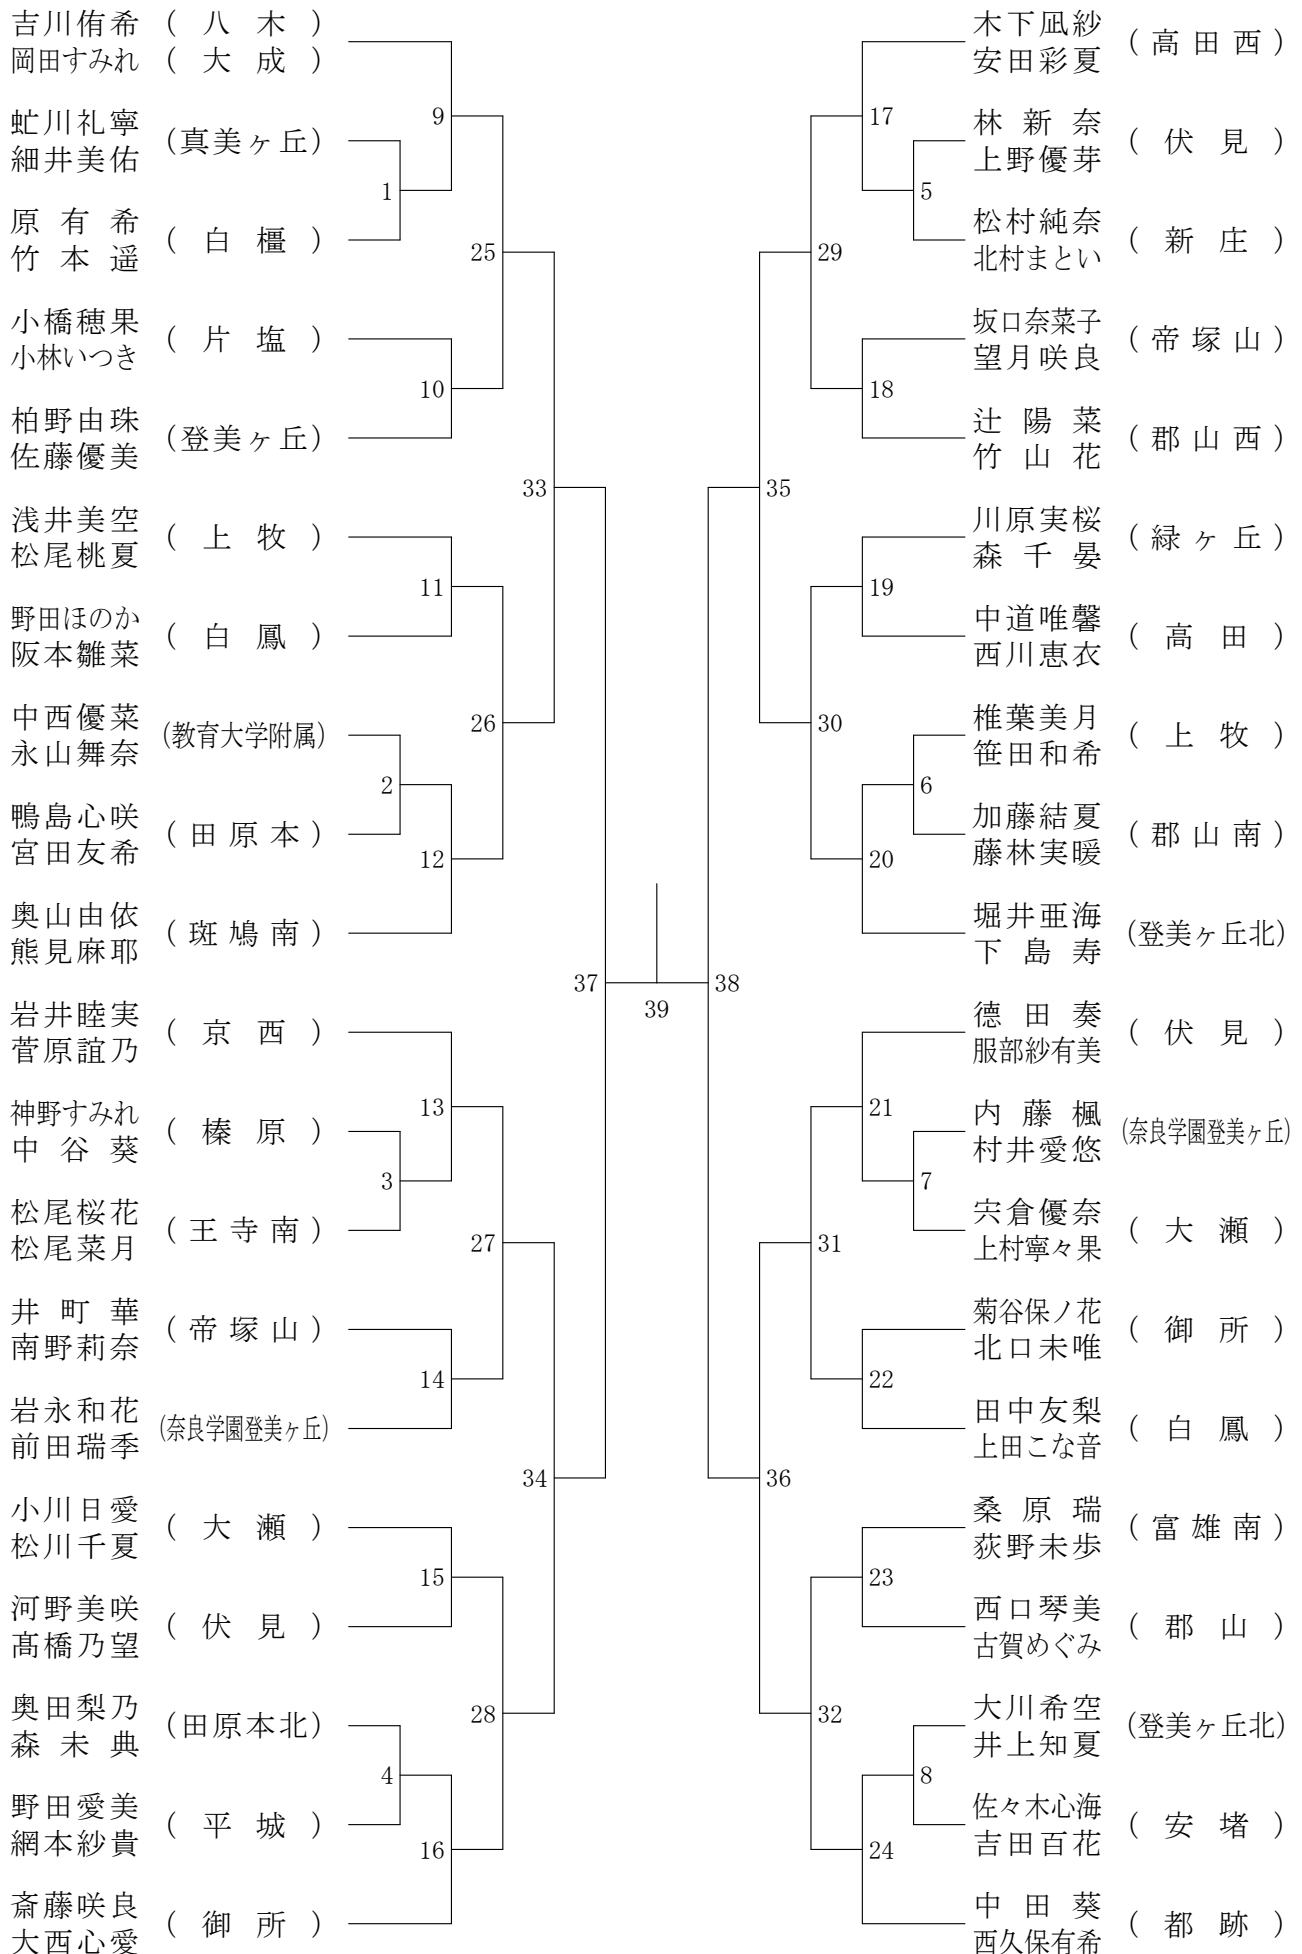 吉川侑希 ( 八 木 )
岡田すみれ ( 大 成 )
虻川礼寧
細井美佑
(真美ヶ丘)
原 有 希
竹 本 遥
( 白 橿 )
小橋穂果
小林いつき
( 片 塩 )
柏野由珠
佐藤優美
(登美ヶ丘)
浅井美空
松尾桃夏
( 上 牧 )
野田ほのか
阪本雛菜
( 白 鳳 )
中西優菜
永山舞奈
(教育大学附属)
鴨島心咲
宮田友希
( 田 原 本 )
奥山由依
熊見麻耶
( 斑 鳩 南 )
岩井睦実
菅原誼乃
( 京 西 )
神野すみれ
中 谷 葵
( 榛 原 )
松尾桜花
松尾菜月
( 王 寺 南 )
井 町 華
南野莉奈
( 帝 塚 山 )
岩永和花
前田瑞季
(奈良学園登美ヶ丘)
小川日愛
松川千夏
( 大 瀬 )
河野美咲
髙橋乃望
( 伏 見 )
奥田梨乃
森 未 典
(田原本北)
野田愛美
網本紗貴
( 平 城 )
斎藤咲良
大西心愛
( 御 所 )
1
2
3
4
9
10
11
12
13
14
15
16
25
26
27
28
33
34
37
39
38
35
36
29
30
31
32
17
18
19
20
21
22
23
24
5
6
7
8
木下凪紗
安田彩夏
( 高 田 西 )
林 新 奈
上野優芽
( 伏 見 )
松村純奈
北村まとい
( 新 庄 )
坂口奈菜子
望月咲良
( 帝 塚 山 )
辻 陽 菜
竹 山 花
( 郡 山 西 )
川原実桜
森 千 晏
( 緑 ヶ 丘 )
中道唯馨
西川恵衣
( 高 田 )
椎葉美月
笹田和希
( 上 牧 )
加藤結夏
藤林実暖
( 郡 山 南 )
堀井亜海
下 島 寿
(登美ヶ丘北)
德 田 奏
服部紗有美
( 伏 見 )
内 藤 楓
村井愛悠
(奈良学園登美ヶ丘)
宍倉優奈
上村寧々果
( 大 瀬 )
菊谷保ノ花
北口未唯
( 御 所 )
田中友梨
上田こな音
( 白 鳳 )
桑 原 瑞
荻野未歩
( 富 雄 南 )
西口琴美
古賀めぐみ
( 郡 山 )
大川希空
井上知夏
(登美ヶ丘北)
佐々木心海
吉田百花
( 安 堵 )
中 田 葵
西久保有希
( 都 跡 )